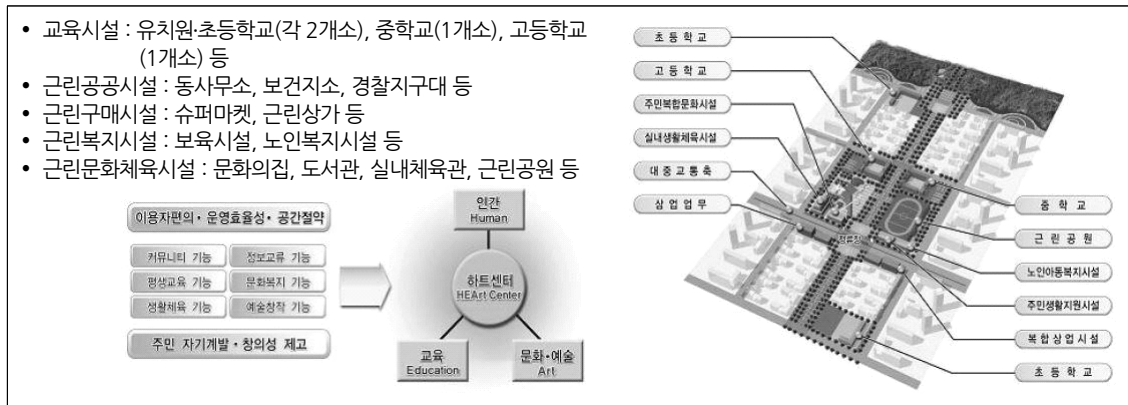 • 교육시설 : 유치원·초등학교(각 2개소), 중학교(1개소), 고등학교
(1개소) 등
• 근린공공시설 : 동사무소, 보건지소, 경찰지구대 등
• 근린구매시설 : 슈퍼마켓, 근린상가 등
• 근린복지시설 : 보육시설, 노인복지시설 등
• 근린문화체육시설 : 문화의집, 도서관, 실내체육관, 근린공원 등
이용자편의·운영효율성·공간절약
커뮤니티 기능
정보교류 기능
평생교육 기능
문화복지 기능
생활체육 기능
예술창작 기능
주민 자기계발·창의성 제고
인간
Human
하트센터
HEArt Center
교육
Education
문화·예술
Art
초등학교
고등학교
주민복합문화시설
실내생활체육시설
대중교통축
상업업무
정류장
중학교
근린공원
노인아동복지시설
주민생활지원시설
복합상업시설
초등학교